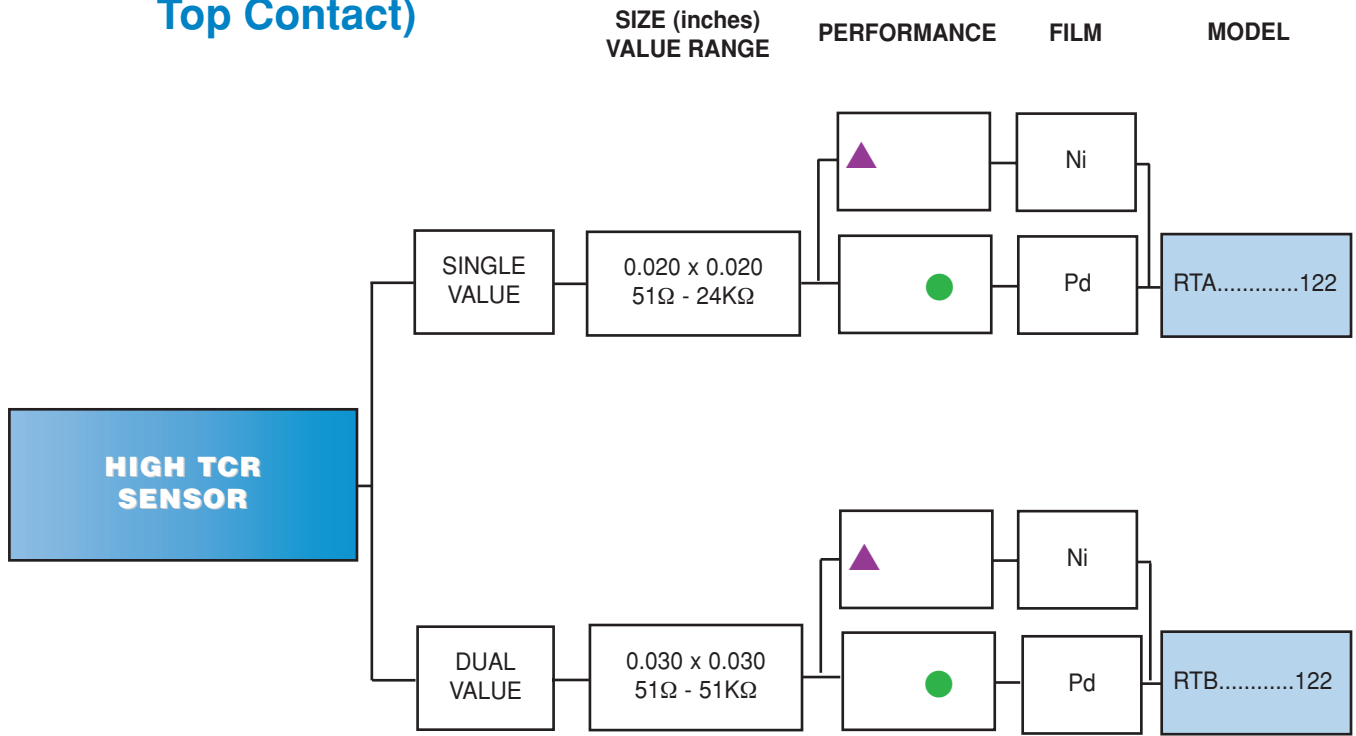 Top Contact)
SIZE (inches)
VALUE RANGE
PERFORMANCE
FILM
MODEL
Ni
SINGLE
VALUE
0.020 x 0.020
51Ω - 24KΩ
Pd
RTA.............122
HIGH TCR
SENSOR
Ni
DUAL
VALUE
0.030 x 0.030
51Ω - 51KΩ
Pd
RTB............122